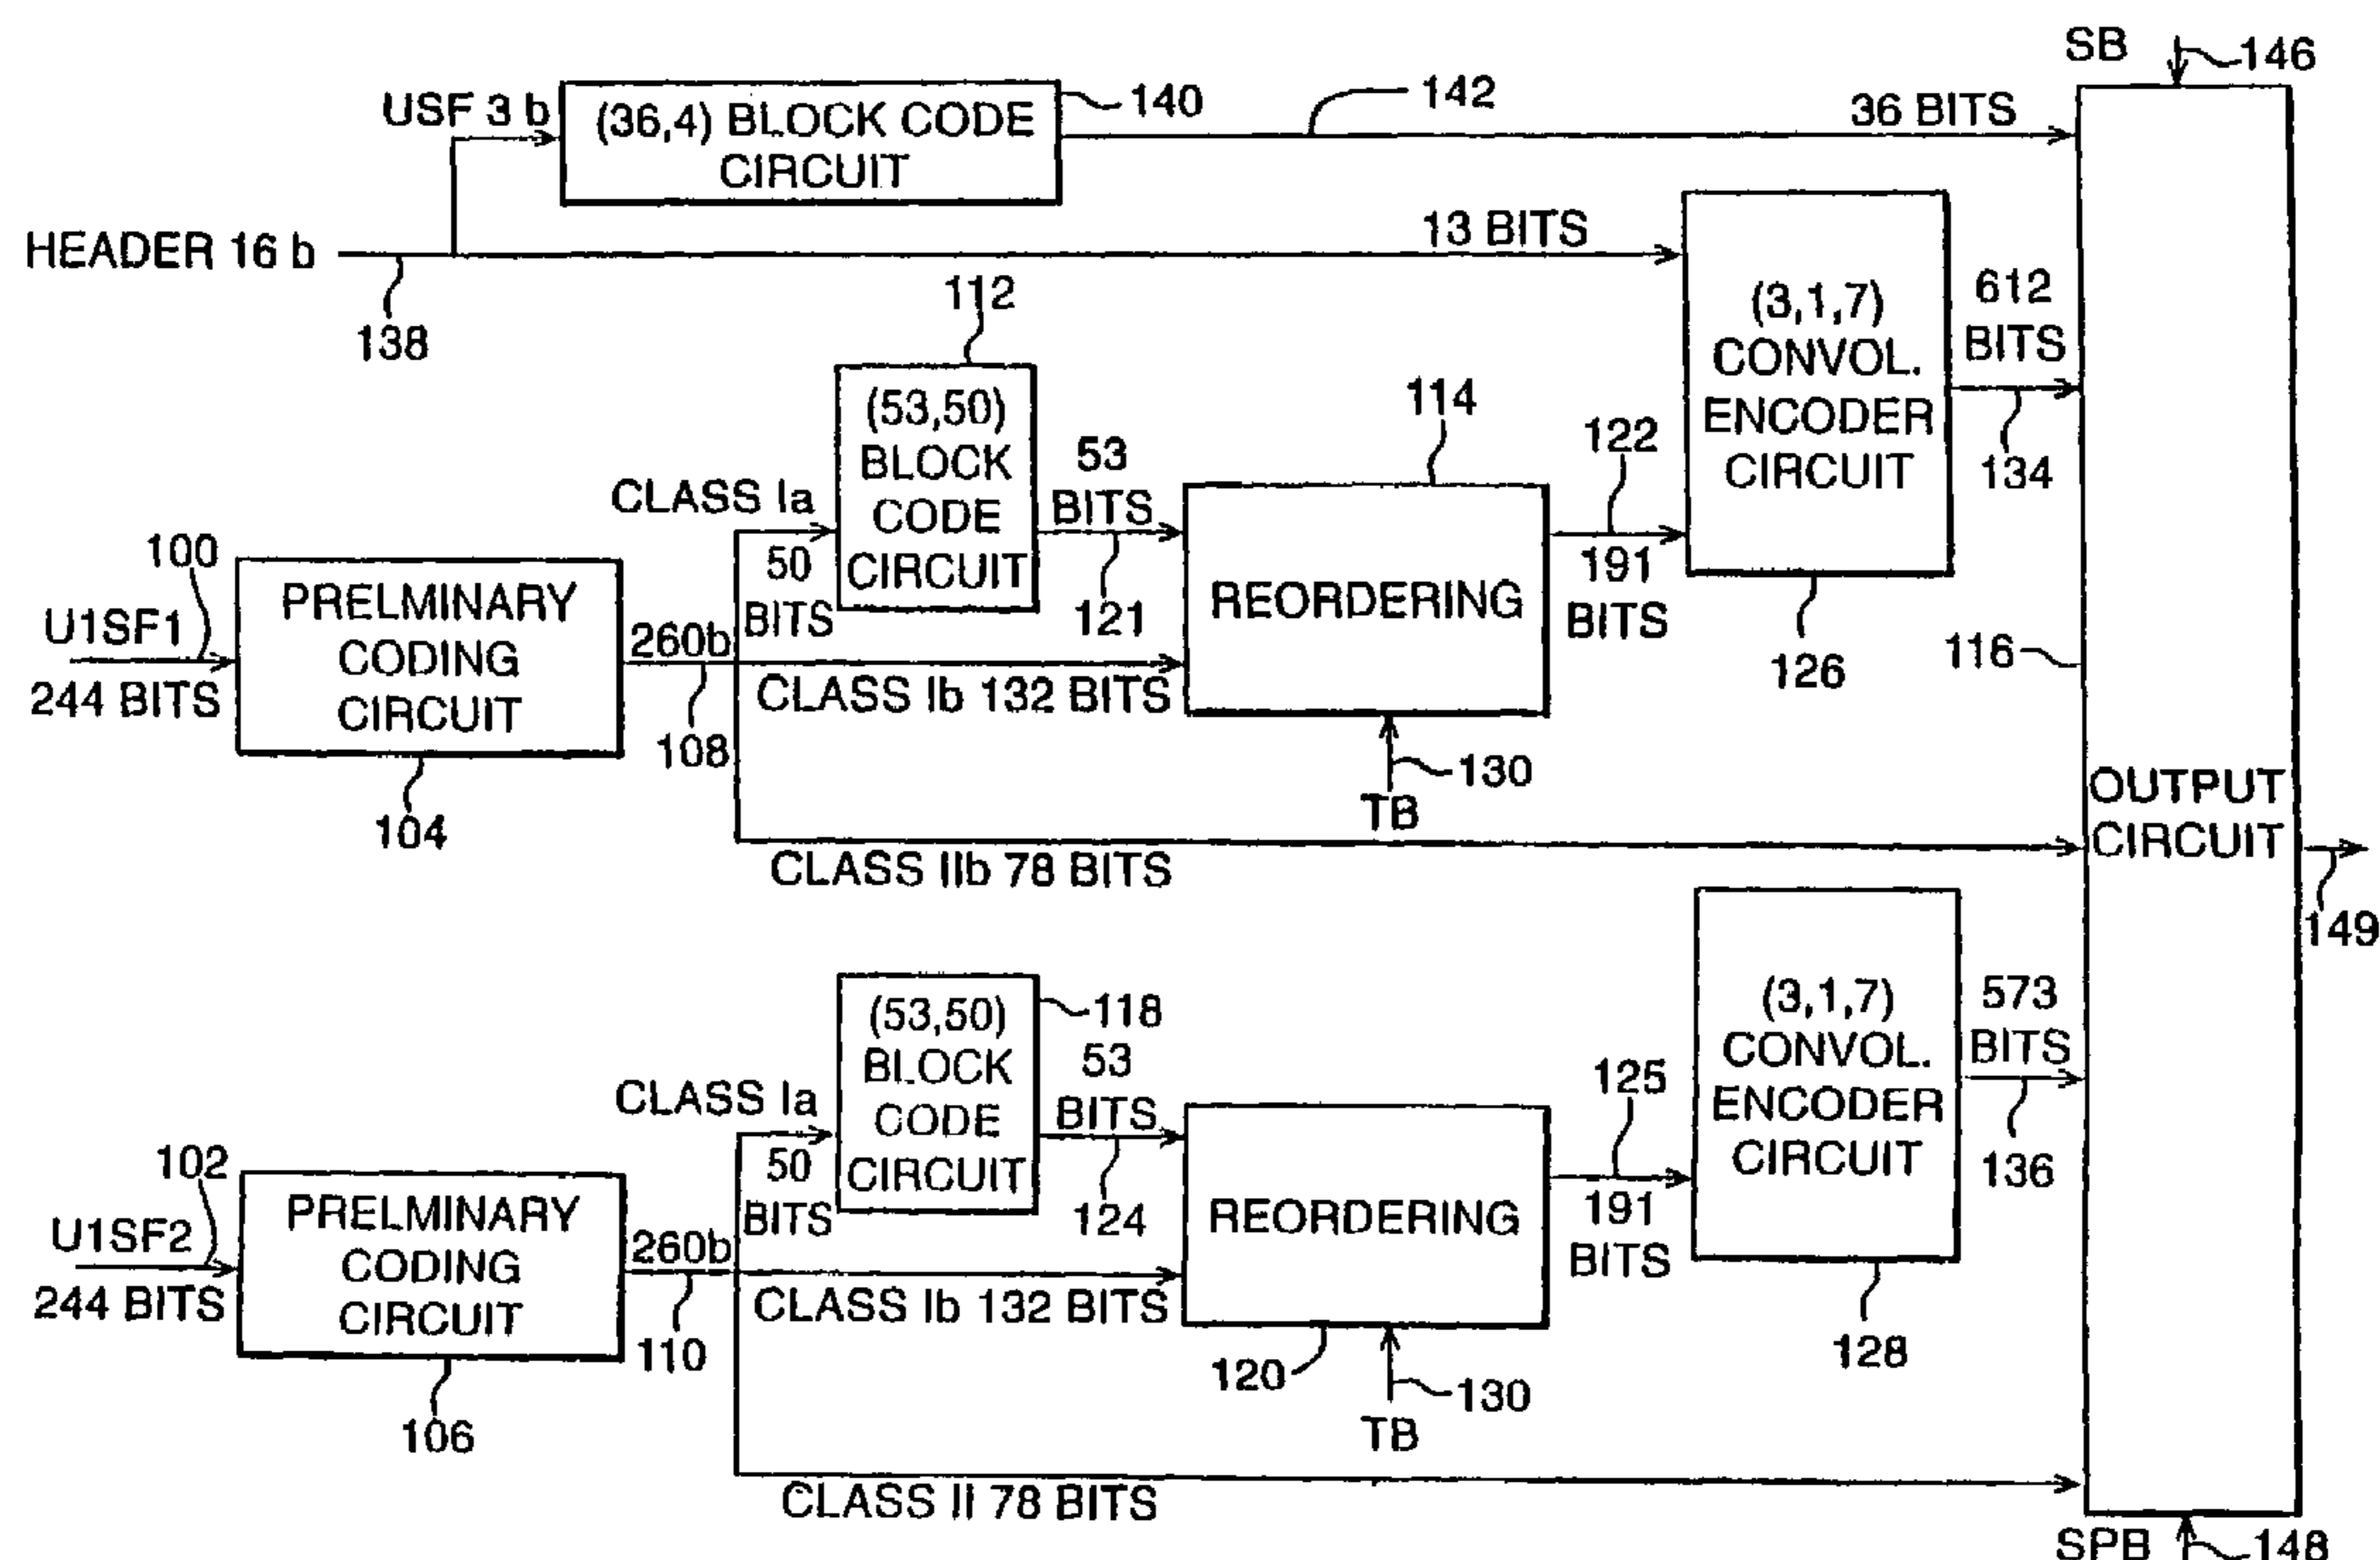 SB
146
USF 3 b
(36,4) BLOCK CODE
CIRCUIT
140
142
36 BITS
HEADER 16 b
138
13 BITS
112
(53,50)
BLOCK
CODE
CIRCUIT
(3,1,7)
CONVOL.
ENCODER
CIRCUIT
612
BITS
134
114
122
53
BITS
121
CLASS Ia
50
BITS
100
U1SF1
244 BITS
PRELMINARY
CODING
CIRCUIT
104
260b
108
CLASS Ib 132 BITS
REORDERING
191
BITS
126
116
130
TB
CLASS IIb 78 BITS
OUTPUT
CIRCUIT
149
(53,50)
BLOCK
CODE
CIRCUIT
118
53
BITS
124
CLASS Ia
50
BITS
125
191
BITS
(3,1,7)
CONVOL.
ENCODER
CIRCUIT
573
BITS
136
102
U1SF2
244 BITS
PRELMINARY
CODING
CIRCUIT
106
260b
110
CLASS Ib 132 BITS
REORDERING
120
130
TB
128
CLASS II 78 BITS
SPB
148